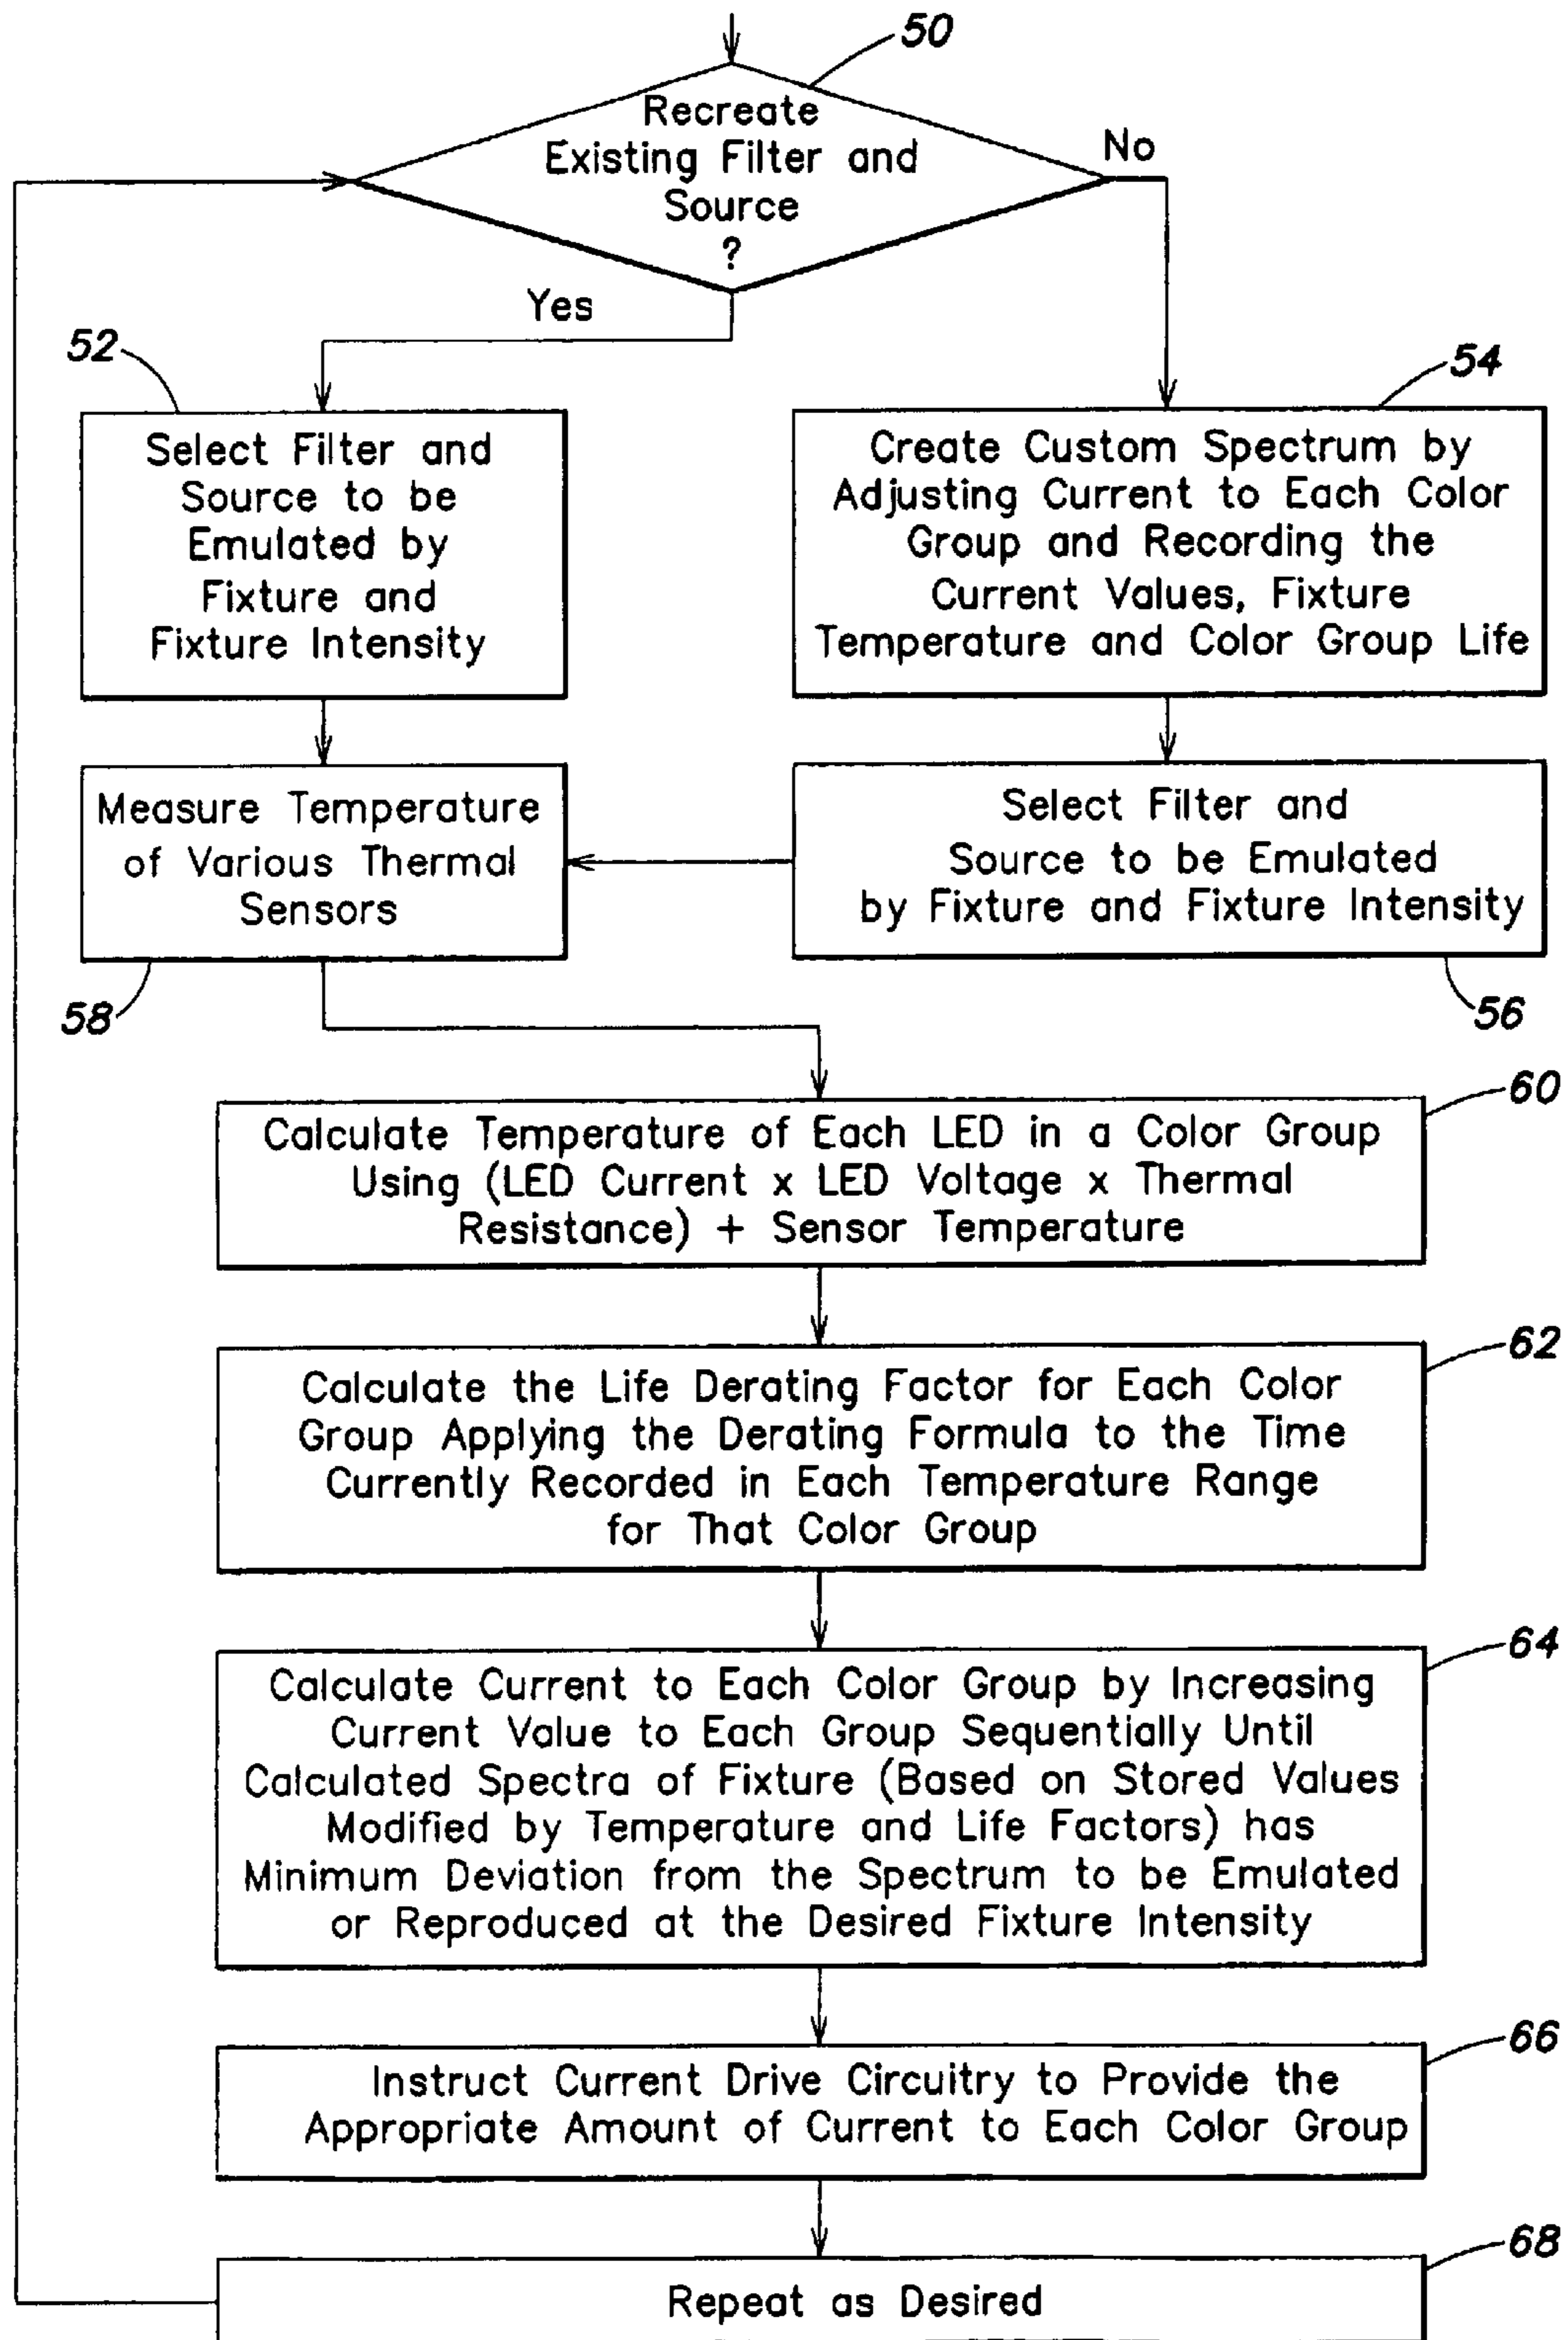 50
Recreate
Existing Filter and
Source
?
No
Yes
52
Select Filter and
Source to be
Emulated by
Fixture and
Fixture Intensity
54
Create Custom Spectrum by
Adjusting Current to Each Color
Group and Recording the
Current Values, Fixture
Temperature and Color Group Life
Measure Temperature
of Various Thermal
Sensors
58
Select Filter and
Source to be Emulated
by Fixture and Fixture Intensity
56
60
Calculate Temperature of Each LED in a Color Group
Using (LED Current x LED Voltage x Thermal
Resistance) + Sensor Temperature
62
Calculate the Life Derating Factor for Each Color
Group Applying the Derating Formula to the Time
Currently Recorded in Each Temperature Range
for That Color Group
64
Calculate Current to Each Color Group by Increasing
Current Value to Each Group Sequentially Until
Calculated Spectra of Fixture (Based on Stored Values
Modified by Temperature and Life Factors) has
Minimum Deviation from the Spectrum to be Emulated
or Reproduced at the Desired Fixture Intensity
66
Instruct Current Drive Circuitry to Provide the
Appropriate Amount of Current to Each Color Group
68
Repeat as Desired